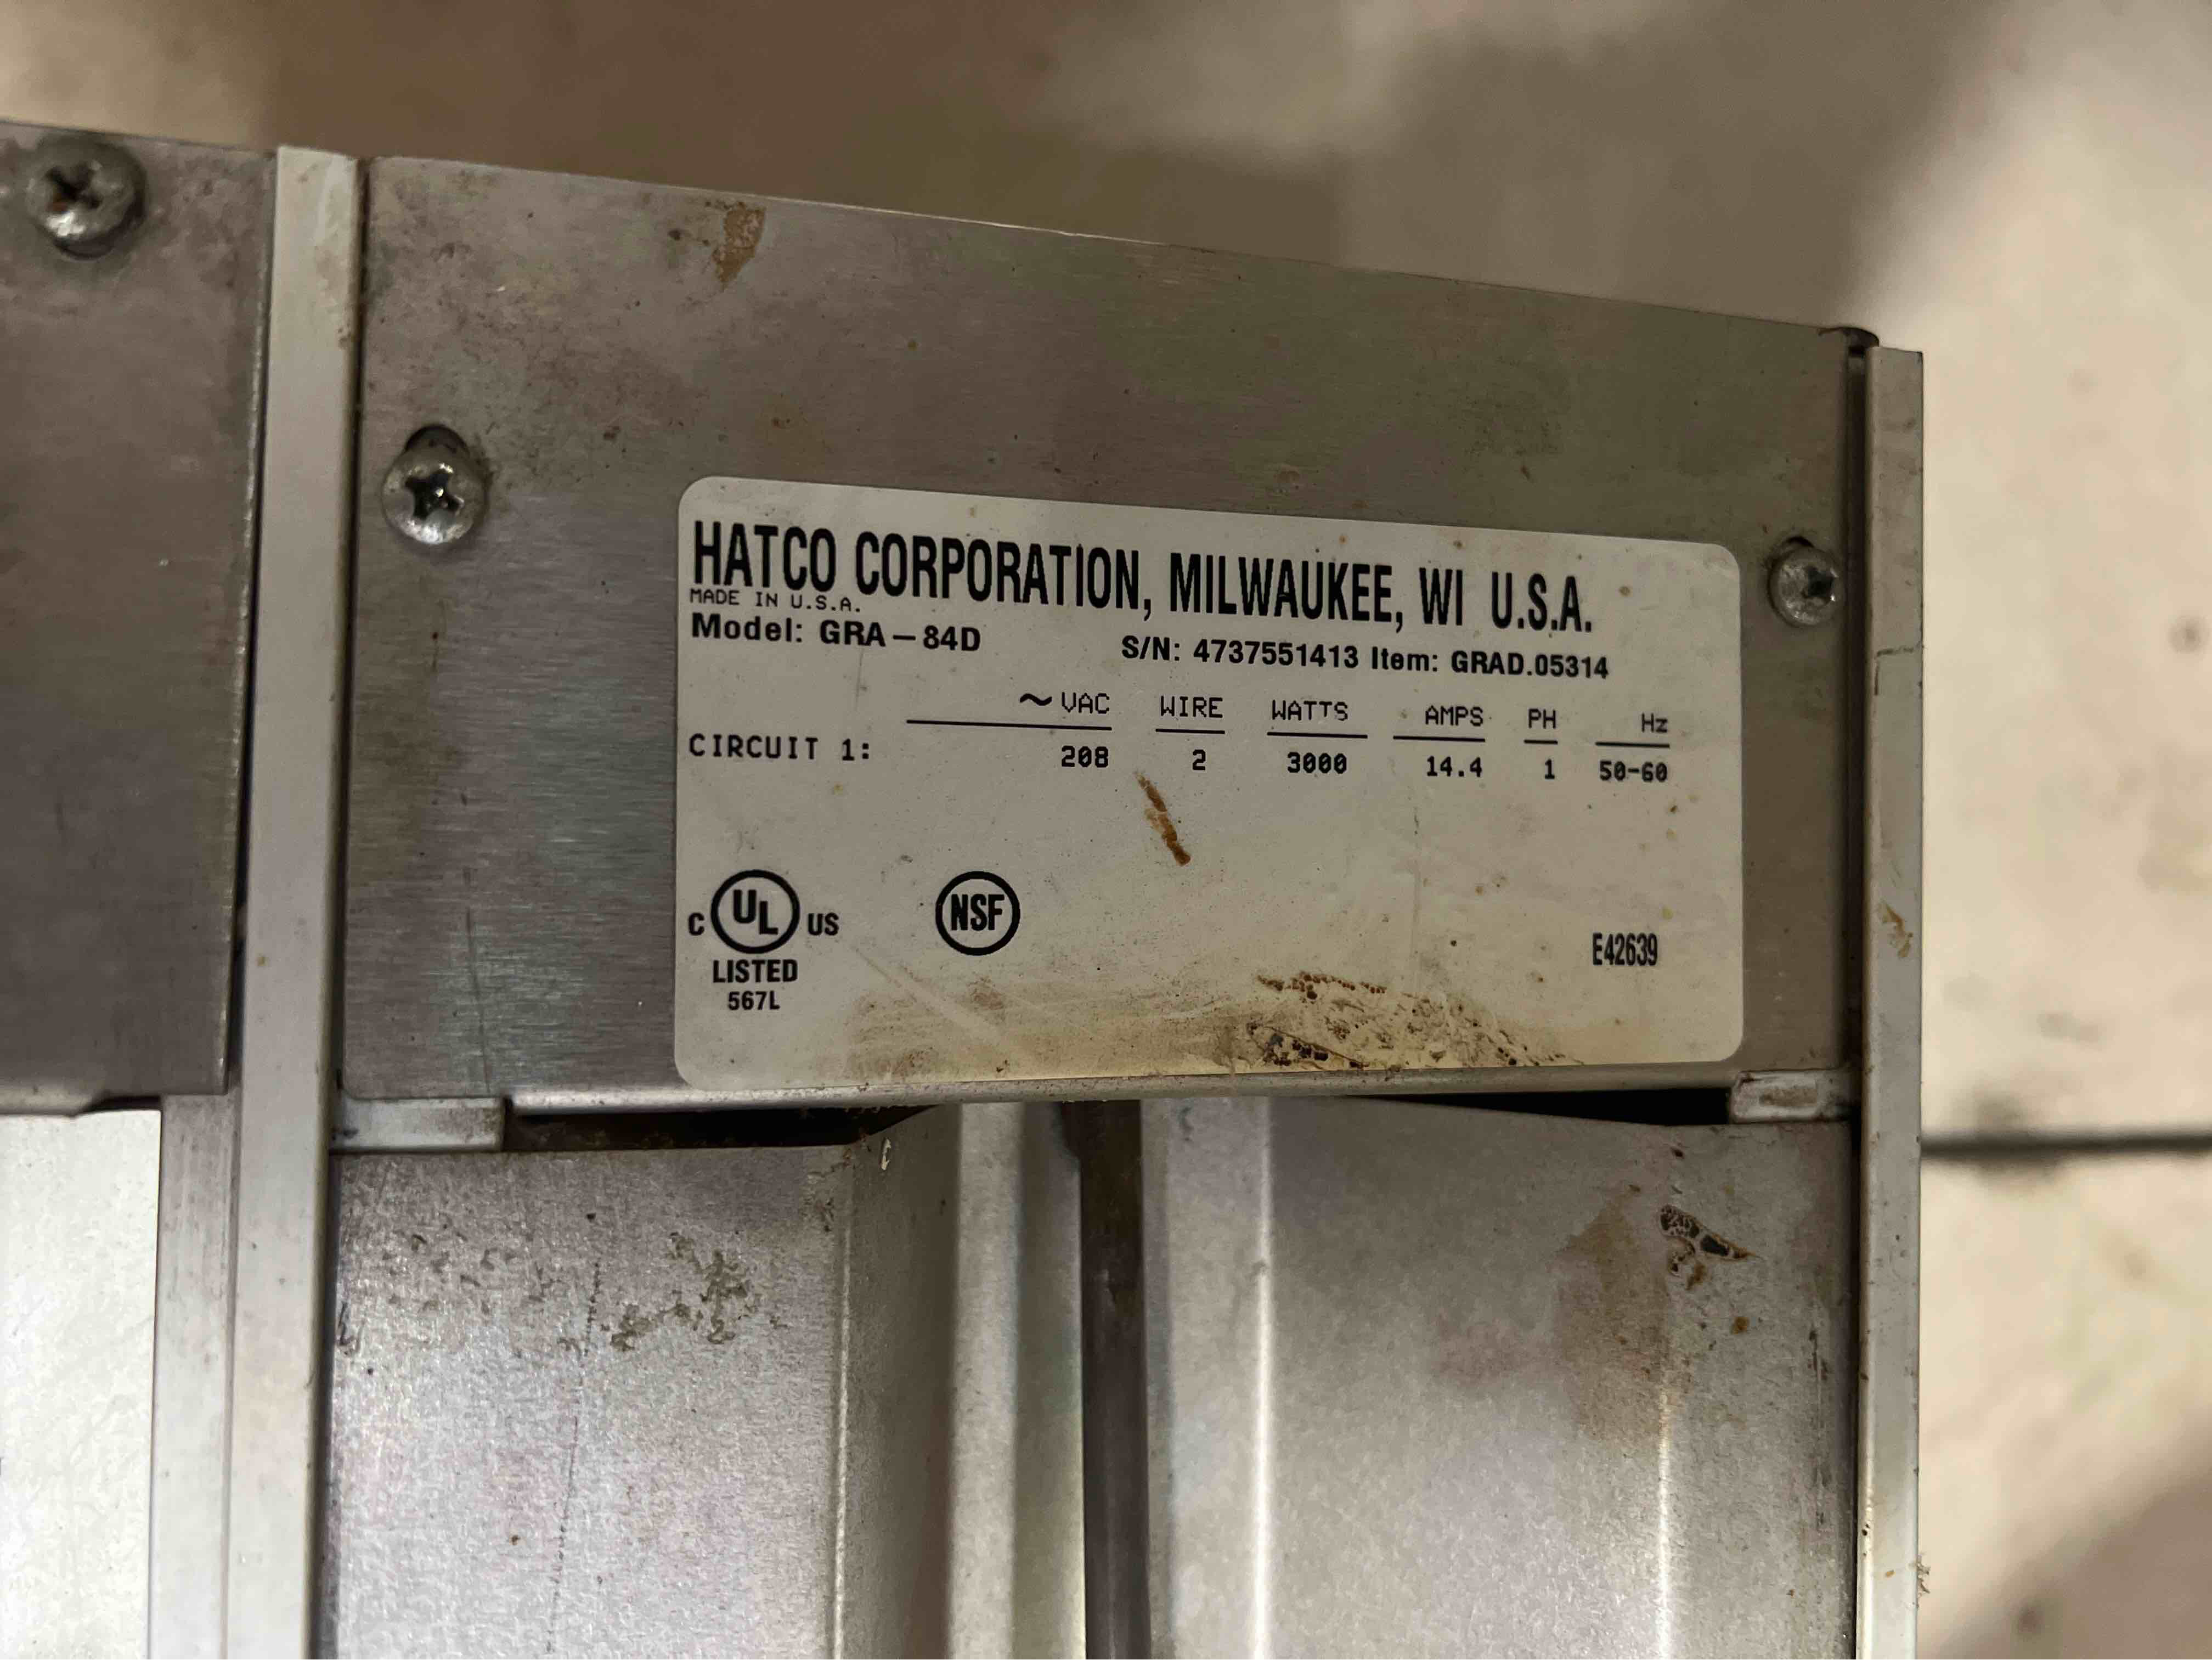 HATCO CORPORATION, MILWAUKEE, WI U.S.A.
MADE IN U.S.A.
Model: GRA-84D S/N: 4737551413 Item: GRAD.05314
~VAC WIRE WATTS AMPS PH Hz
CIRCUIT 1: 208 2 3000 14.4 1 50-60
C UL US NSF
LISTED
567L
E42639